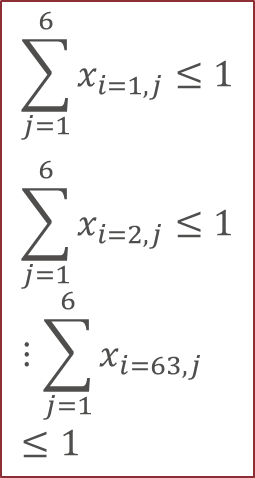 6
∑ x_{i=1,j} ≤ 1
j=1
6
∑ x_{i=2,j} ≤ 1
j=1
6
⋮ ∑ x_{i=63,j}
j=1
≤ 1